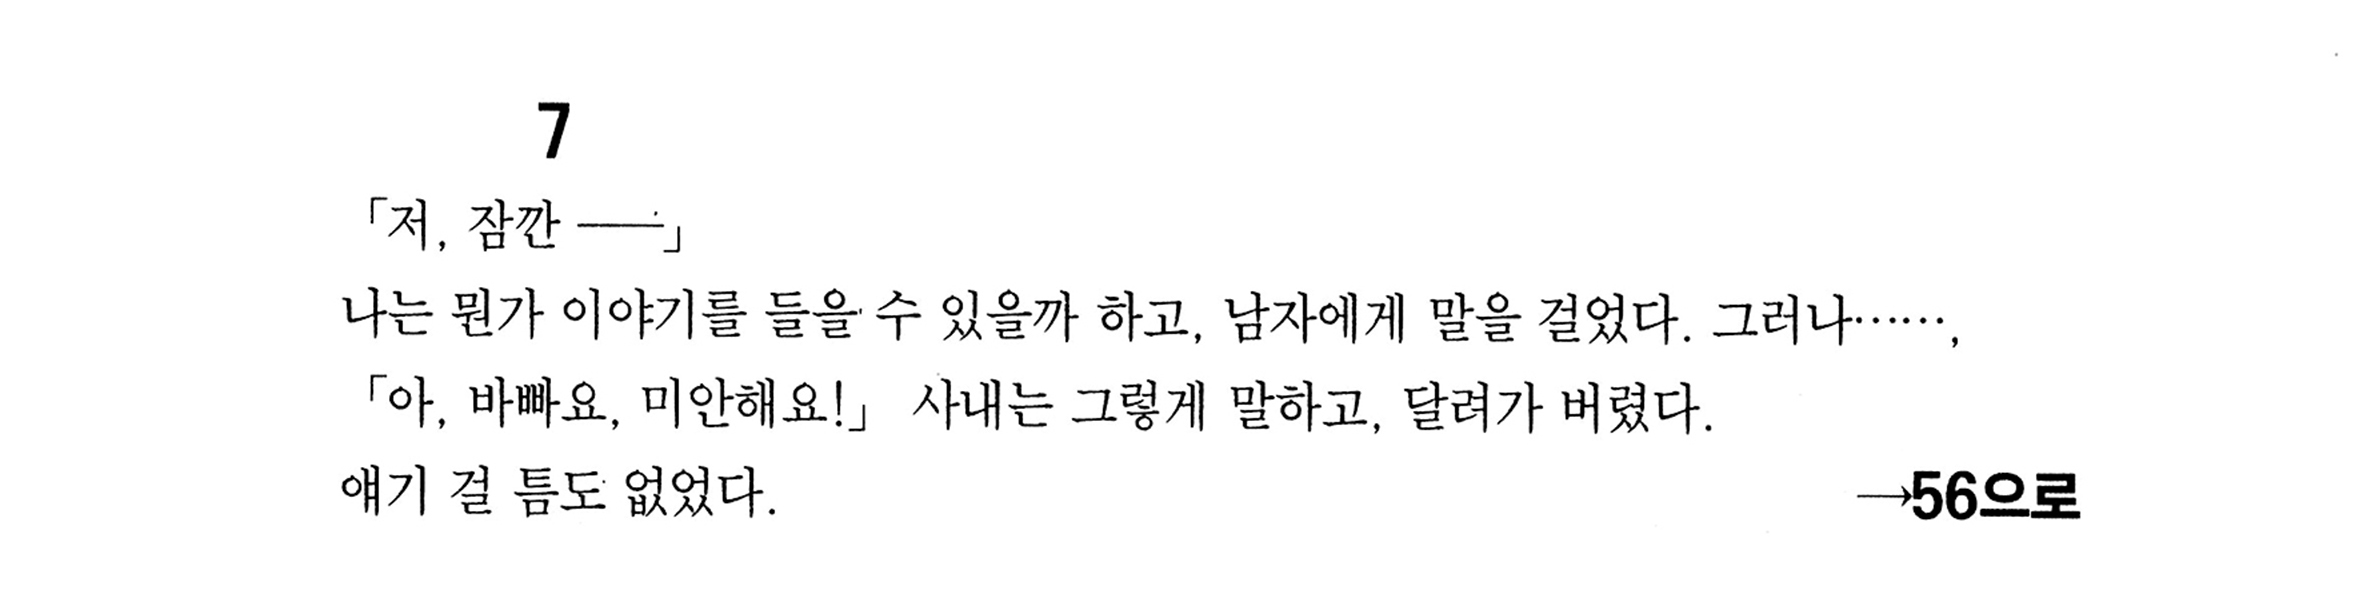 7
「저, 잠깐 ──」
나는 뭔가 이야기를 들을 수 있을까 하고, 남자에게 말을 걸었다. 그러나……,
「아, 바빠요, 미안해요!」 사내는 그렇게 말하고, 달려가 버렸다.
얘기 걸 틈도 없었다. →56으로